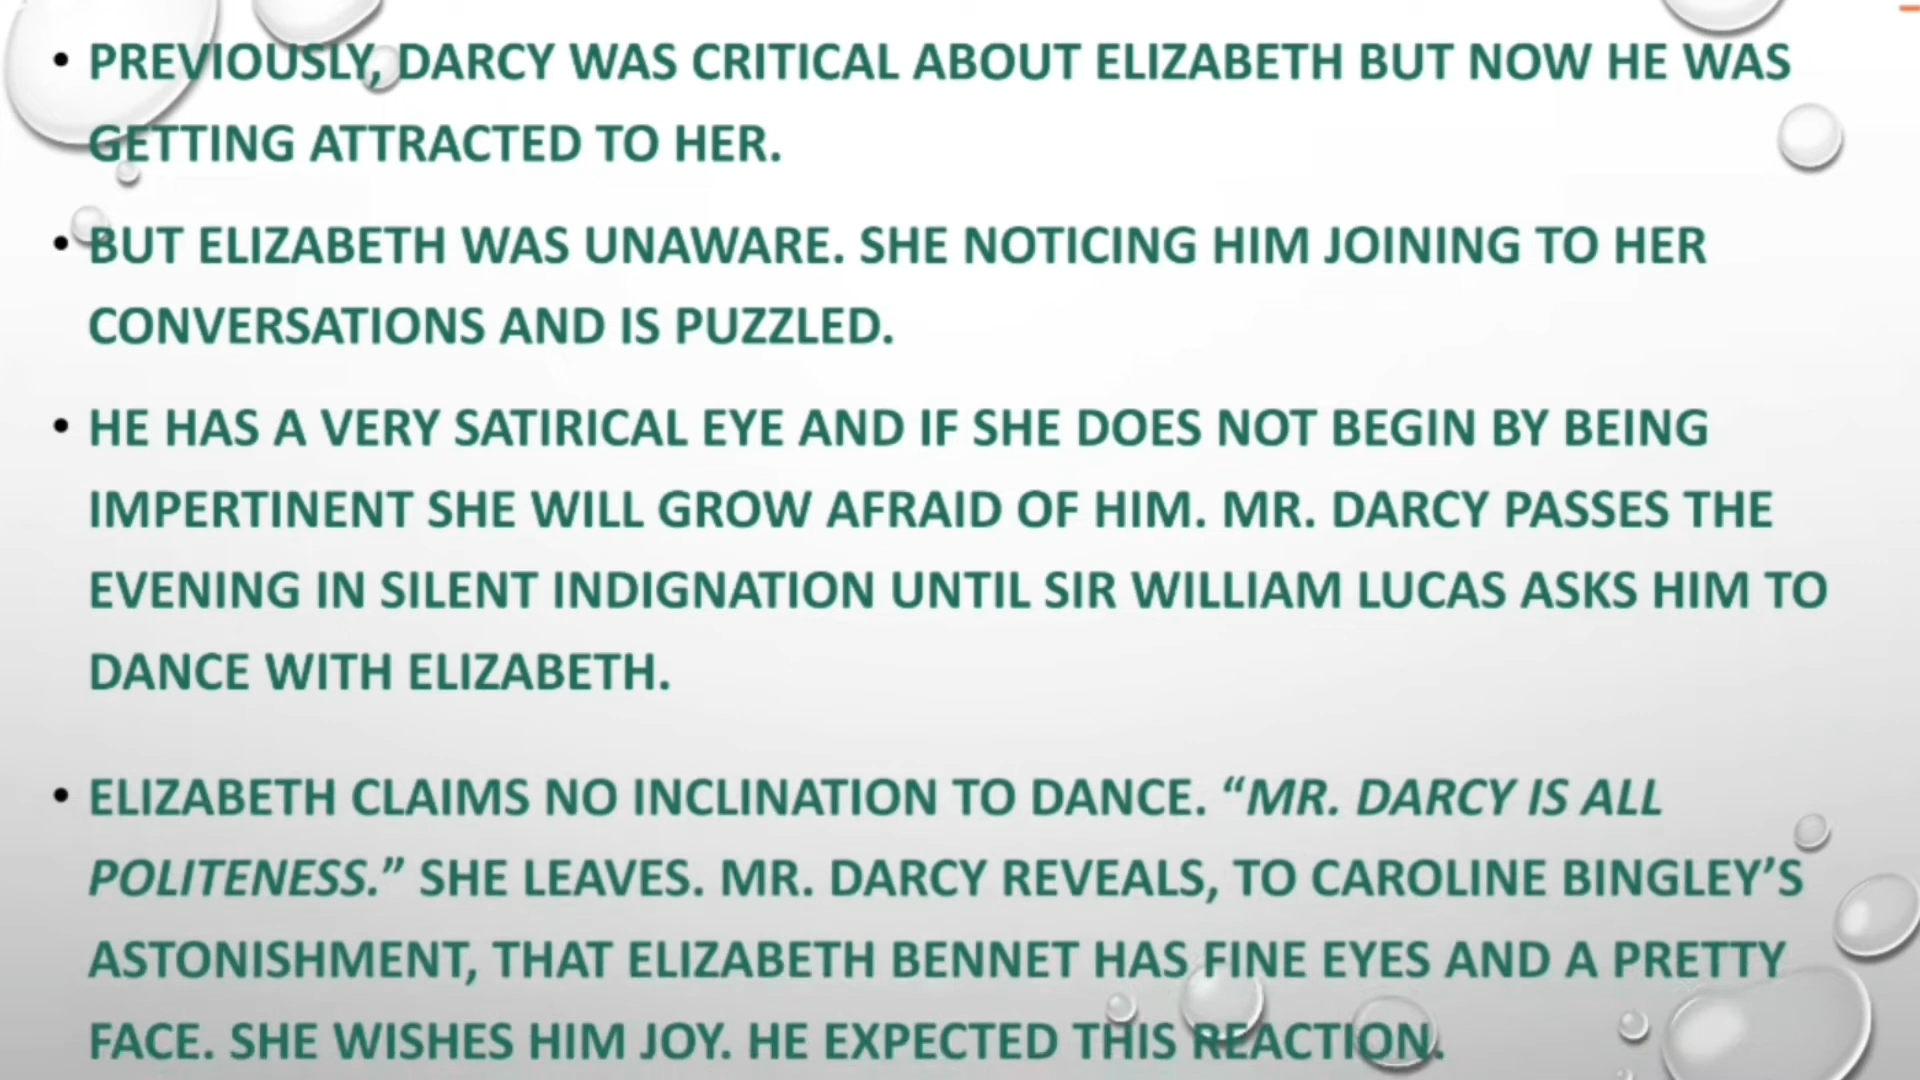 • PREVIOUSLY, DARCY WAS CRITICAL ABOUT ELIZABETH BUT NOW HE WAS
GETTING ATTRACTED TO HER.
• BUT ELIZABETH WAS UNAWARE. SHE NOTICING HIM JOINING TO HER
CONVERSATIONS AND IS PUZZLED.
• HE HAS A VERY SATIRICAL EYE AND IF SHE DOES NOT BEGIN BY BEING
IMPERTINENT SHE WILL GROW AFRAID OF HIM. MR. DARCY PASSES THE
EVENING IN SILENT INDIGNATION UNTIL SIR WILLIAM LUCAS ASKS HIM TO
DANCE WITH ELIZABETH.
• ELIZABETH CLAIMS NO INCLINATION TO DANCE. “MR. DARCY IS ALL
POLITENESS.” SHE LEAVES. MR. DARCY REVEALS, TO CAROLINE BINGLEY’S
ASTONISHMENT, THAT ELIZABETH BENNET HAS FINE EYES AND A PRETTY
FACE. SHE WISHES HIM JOY. HE EXPECTED THIS REACTION.